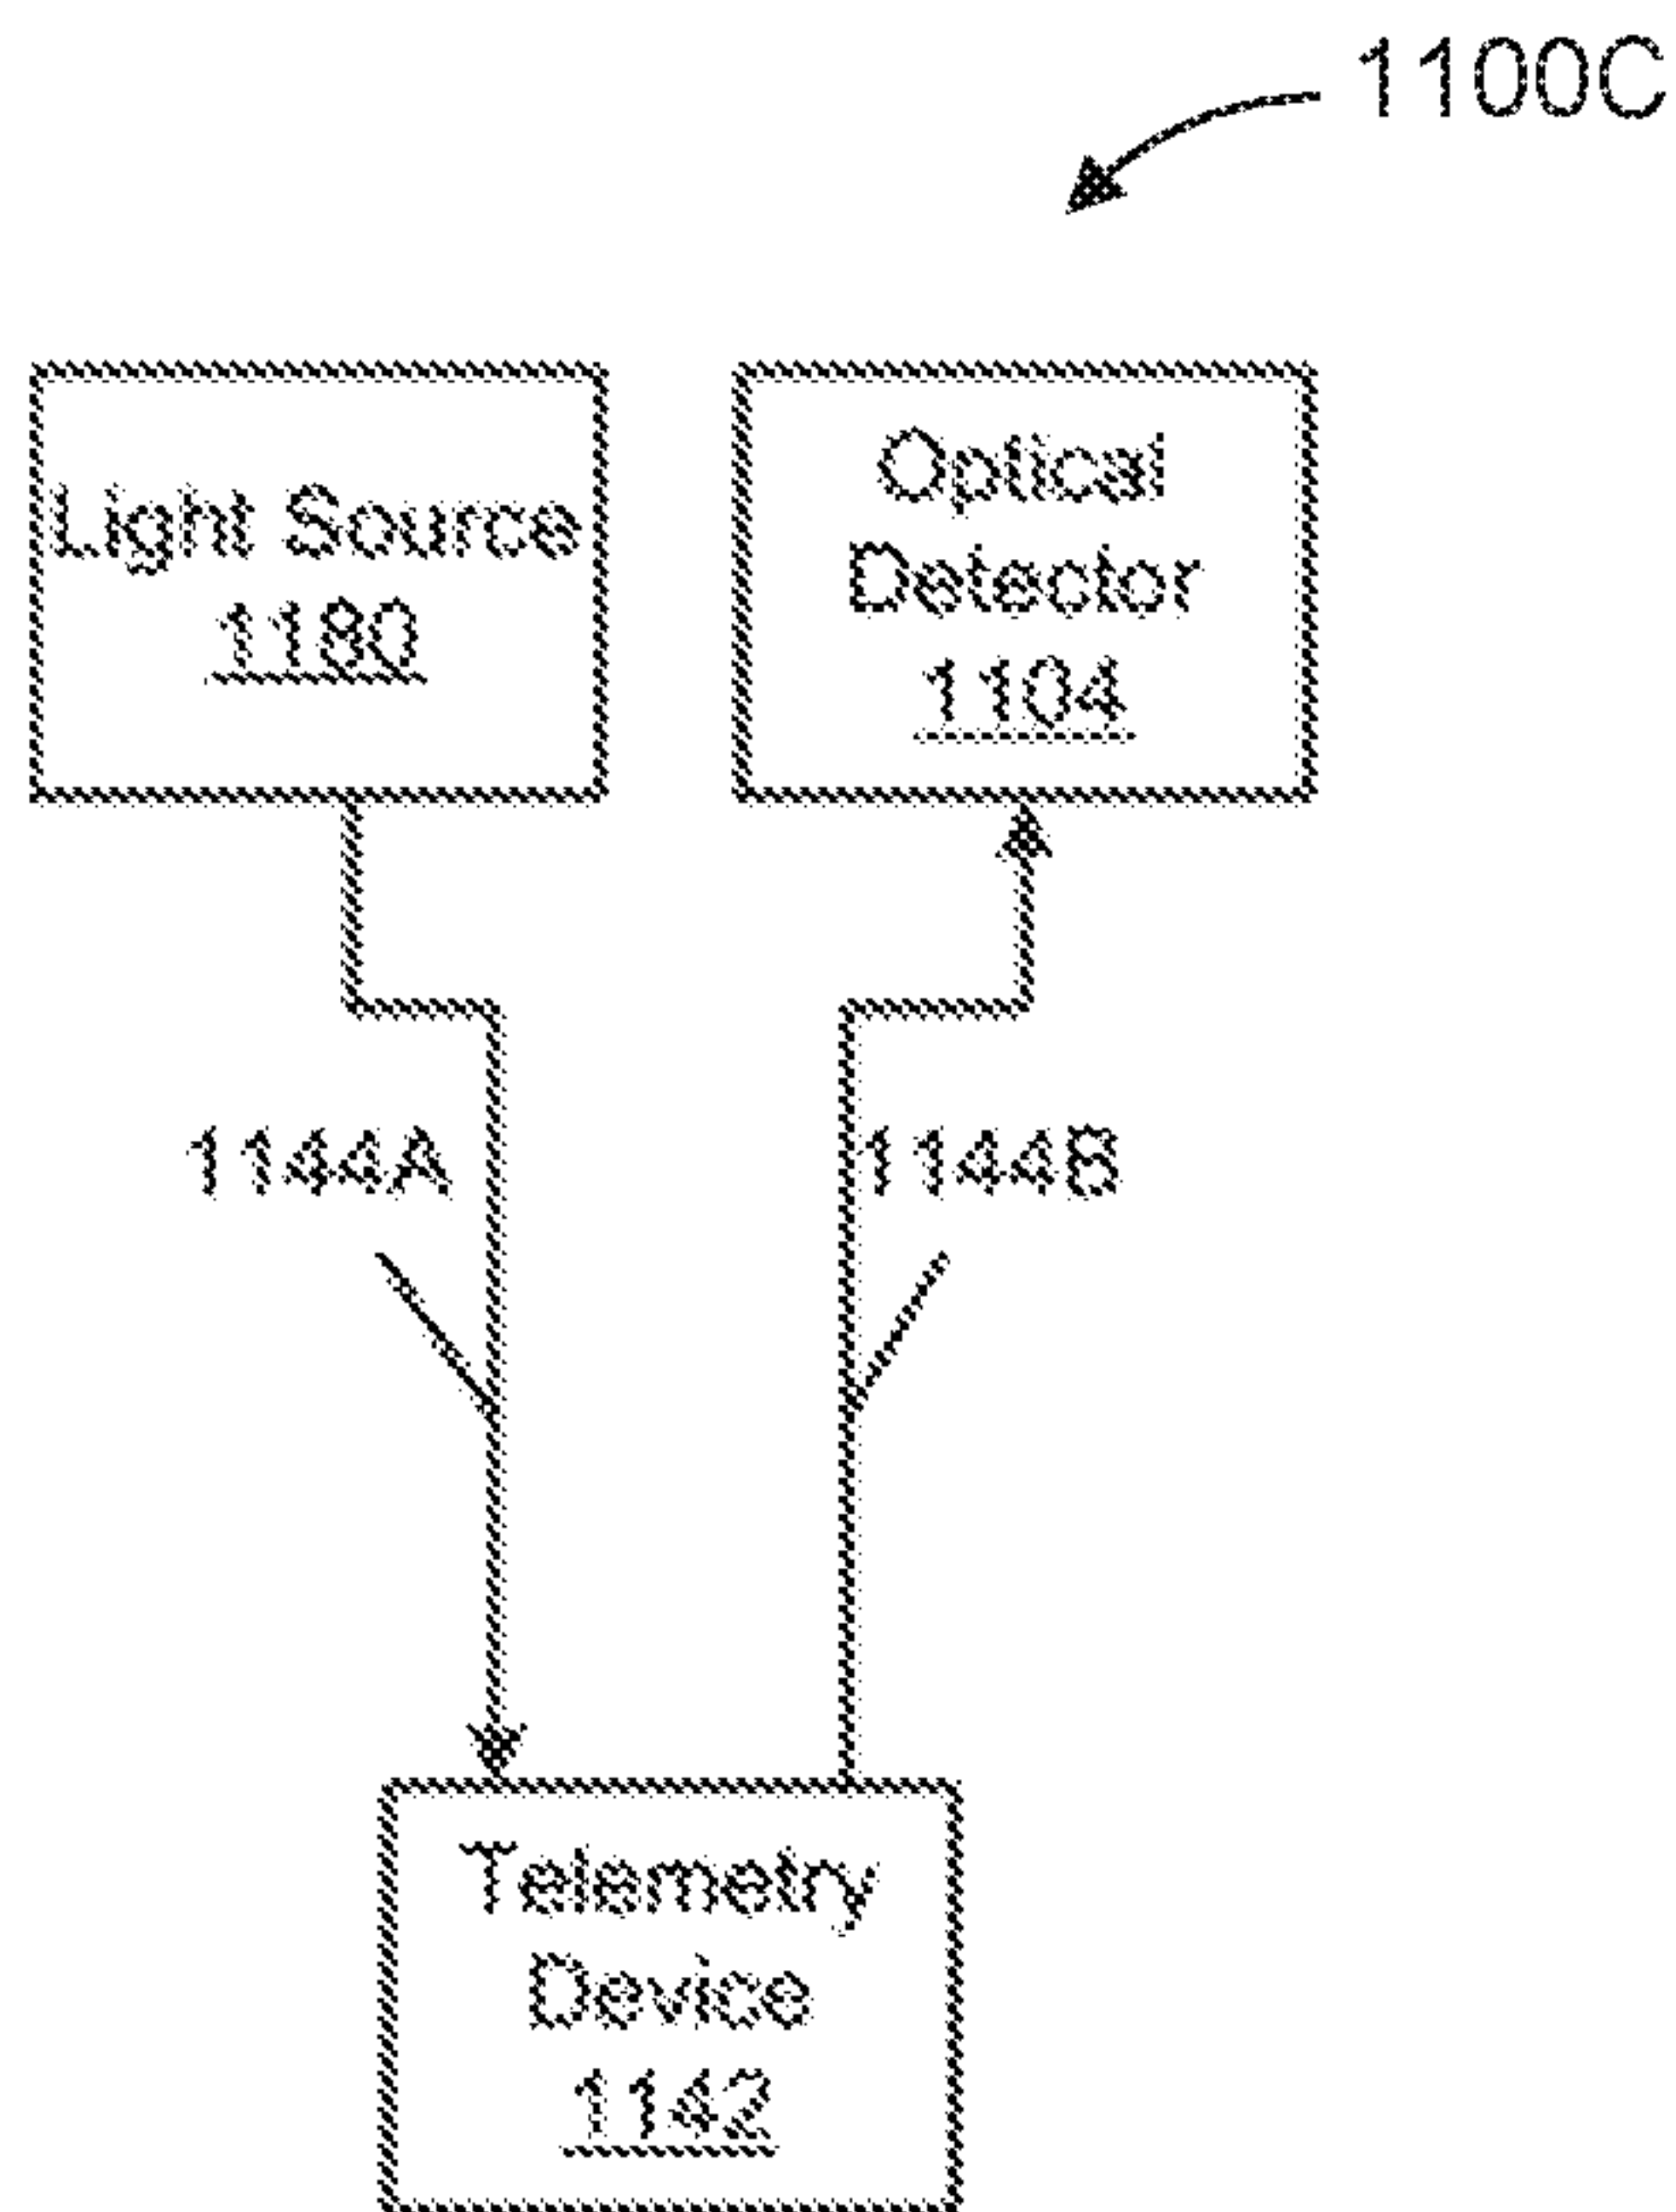 1100C
Light Source
1180
Optical
Detector
1104
1144A
1144B
Telemetry
Device
1142